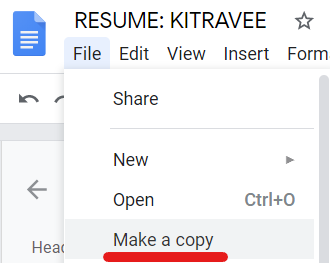 RESUME: KITRAVEE
File Edit View Insert Form
Share
New
Open Ctrl+O
Make a copy
Head